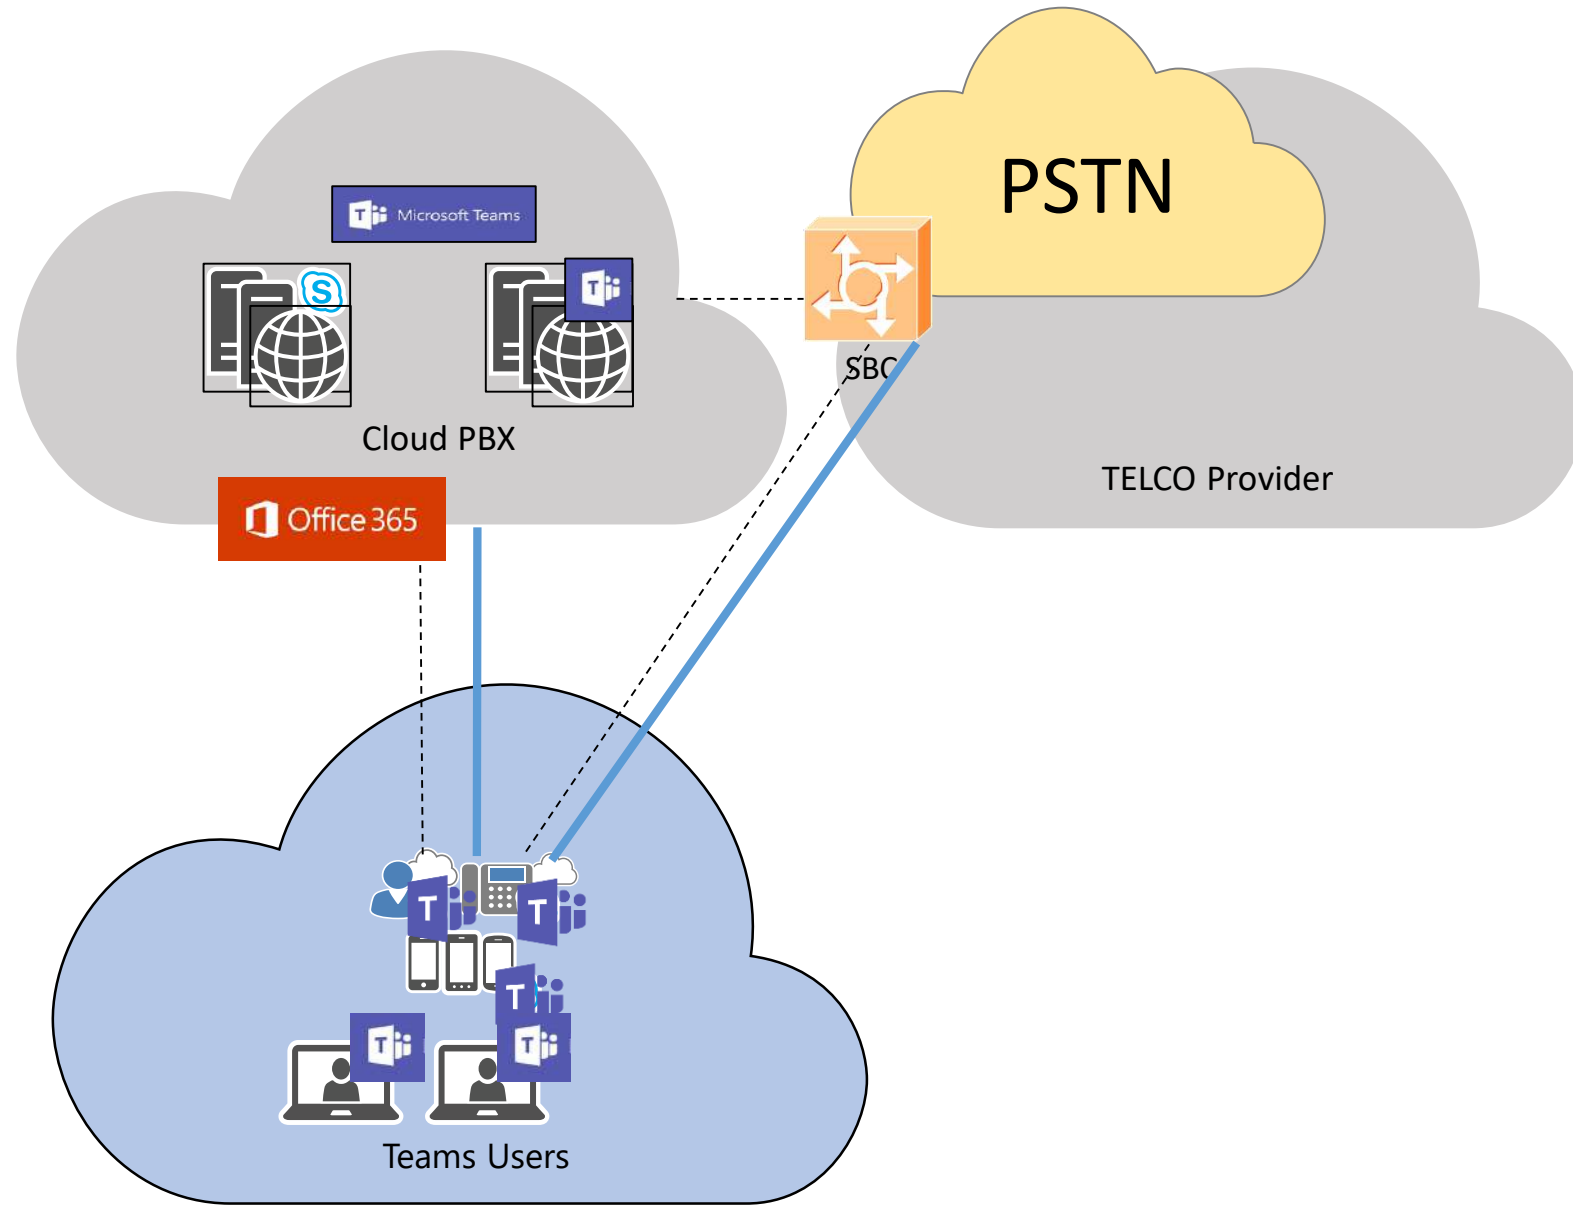 PSTN
Microsoft Teams
S
SBC
Cloud PBX
TELCO Provider
Office 365
T
T
T
T
T
Teams Users